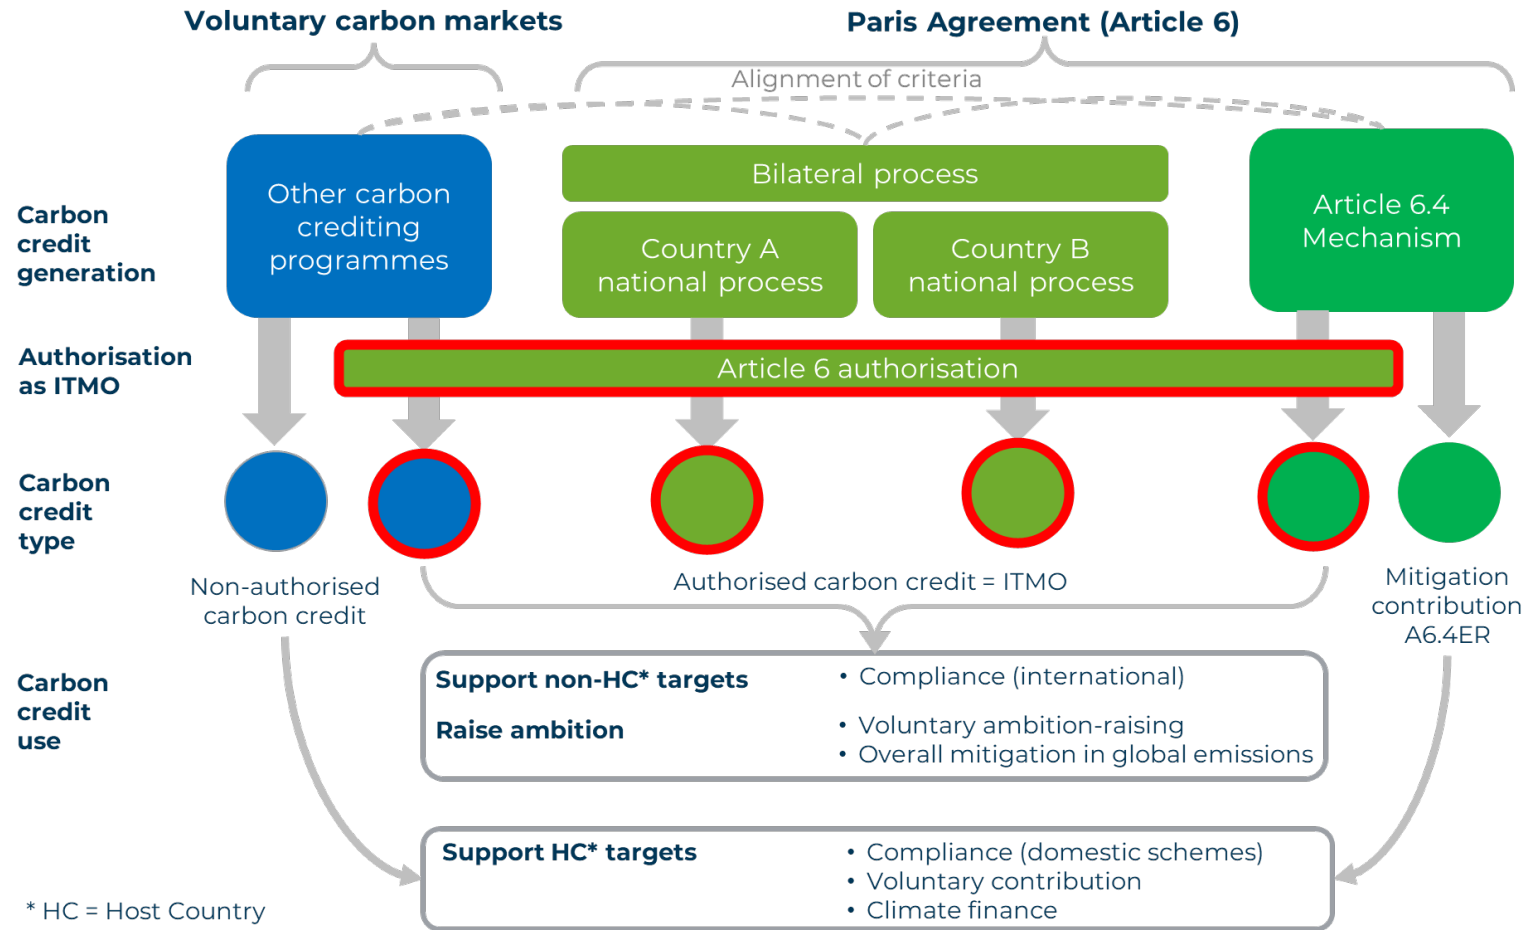 Voluntary carbon markets
Paris Agreement (Article 6)
Alignment of criteria
Carbon
credit
generation
Other carbon
crediting
programmes
Bilateral process
Country A
national process
Country B
national process
Article 6.4
Mechanism
Authorisation
as ITMO
Article 6 authorisation
Carbon
credit
type
Non-authorised
carbon credit
Authorised carbon credit = ITMO
Mitigation
contribution
A6.4ER
Carbon
credit
use
Support non-HC* targets
• Compliance (international)
Raise ambition
• Voluntary ambition-raising
• Overall mitigation in global emissions
Support HC* targets
• Compliance (domestic schemes)
• Voluntary contribution
• Climate finance
* HC = Host Country